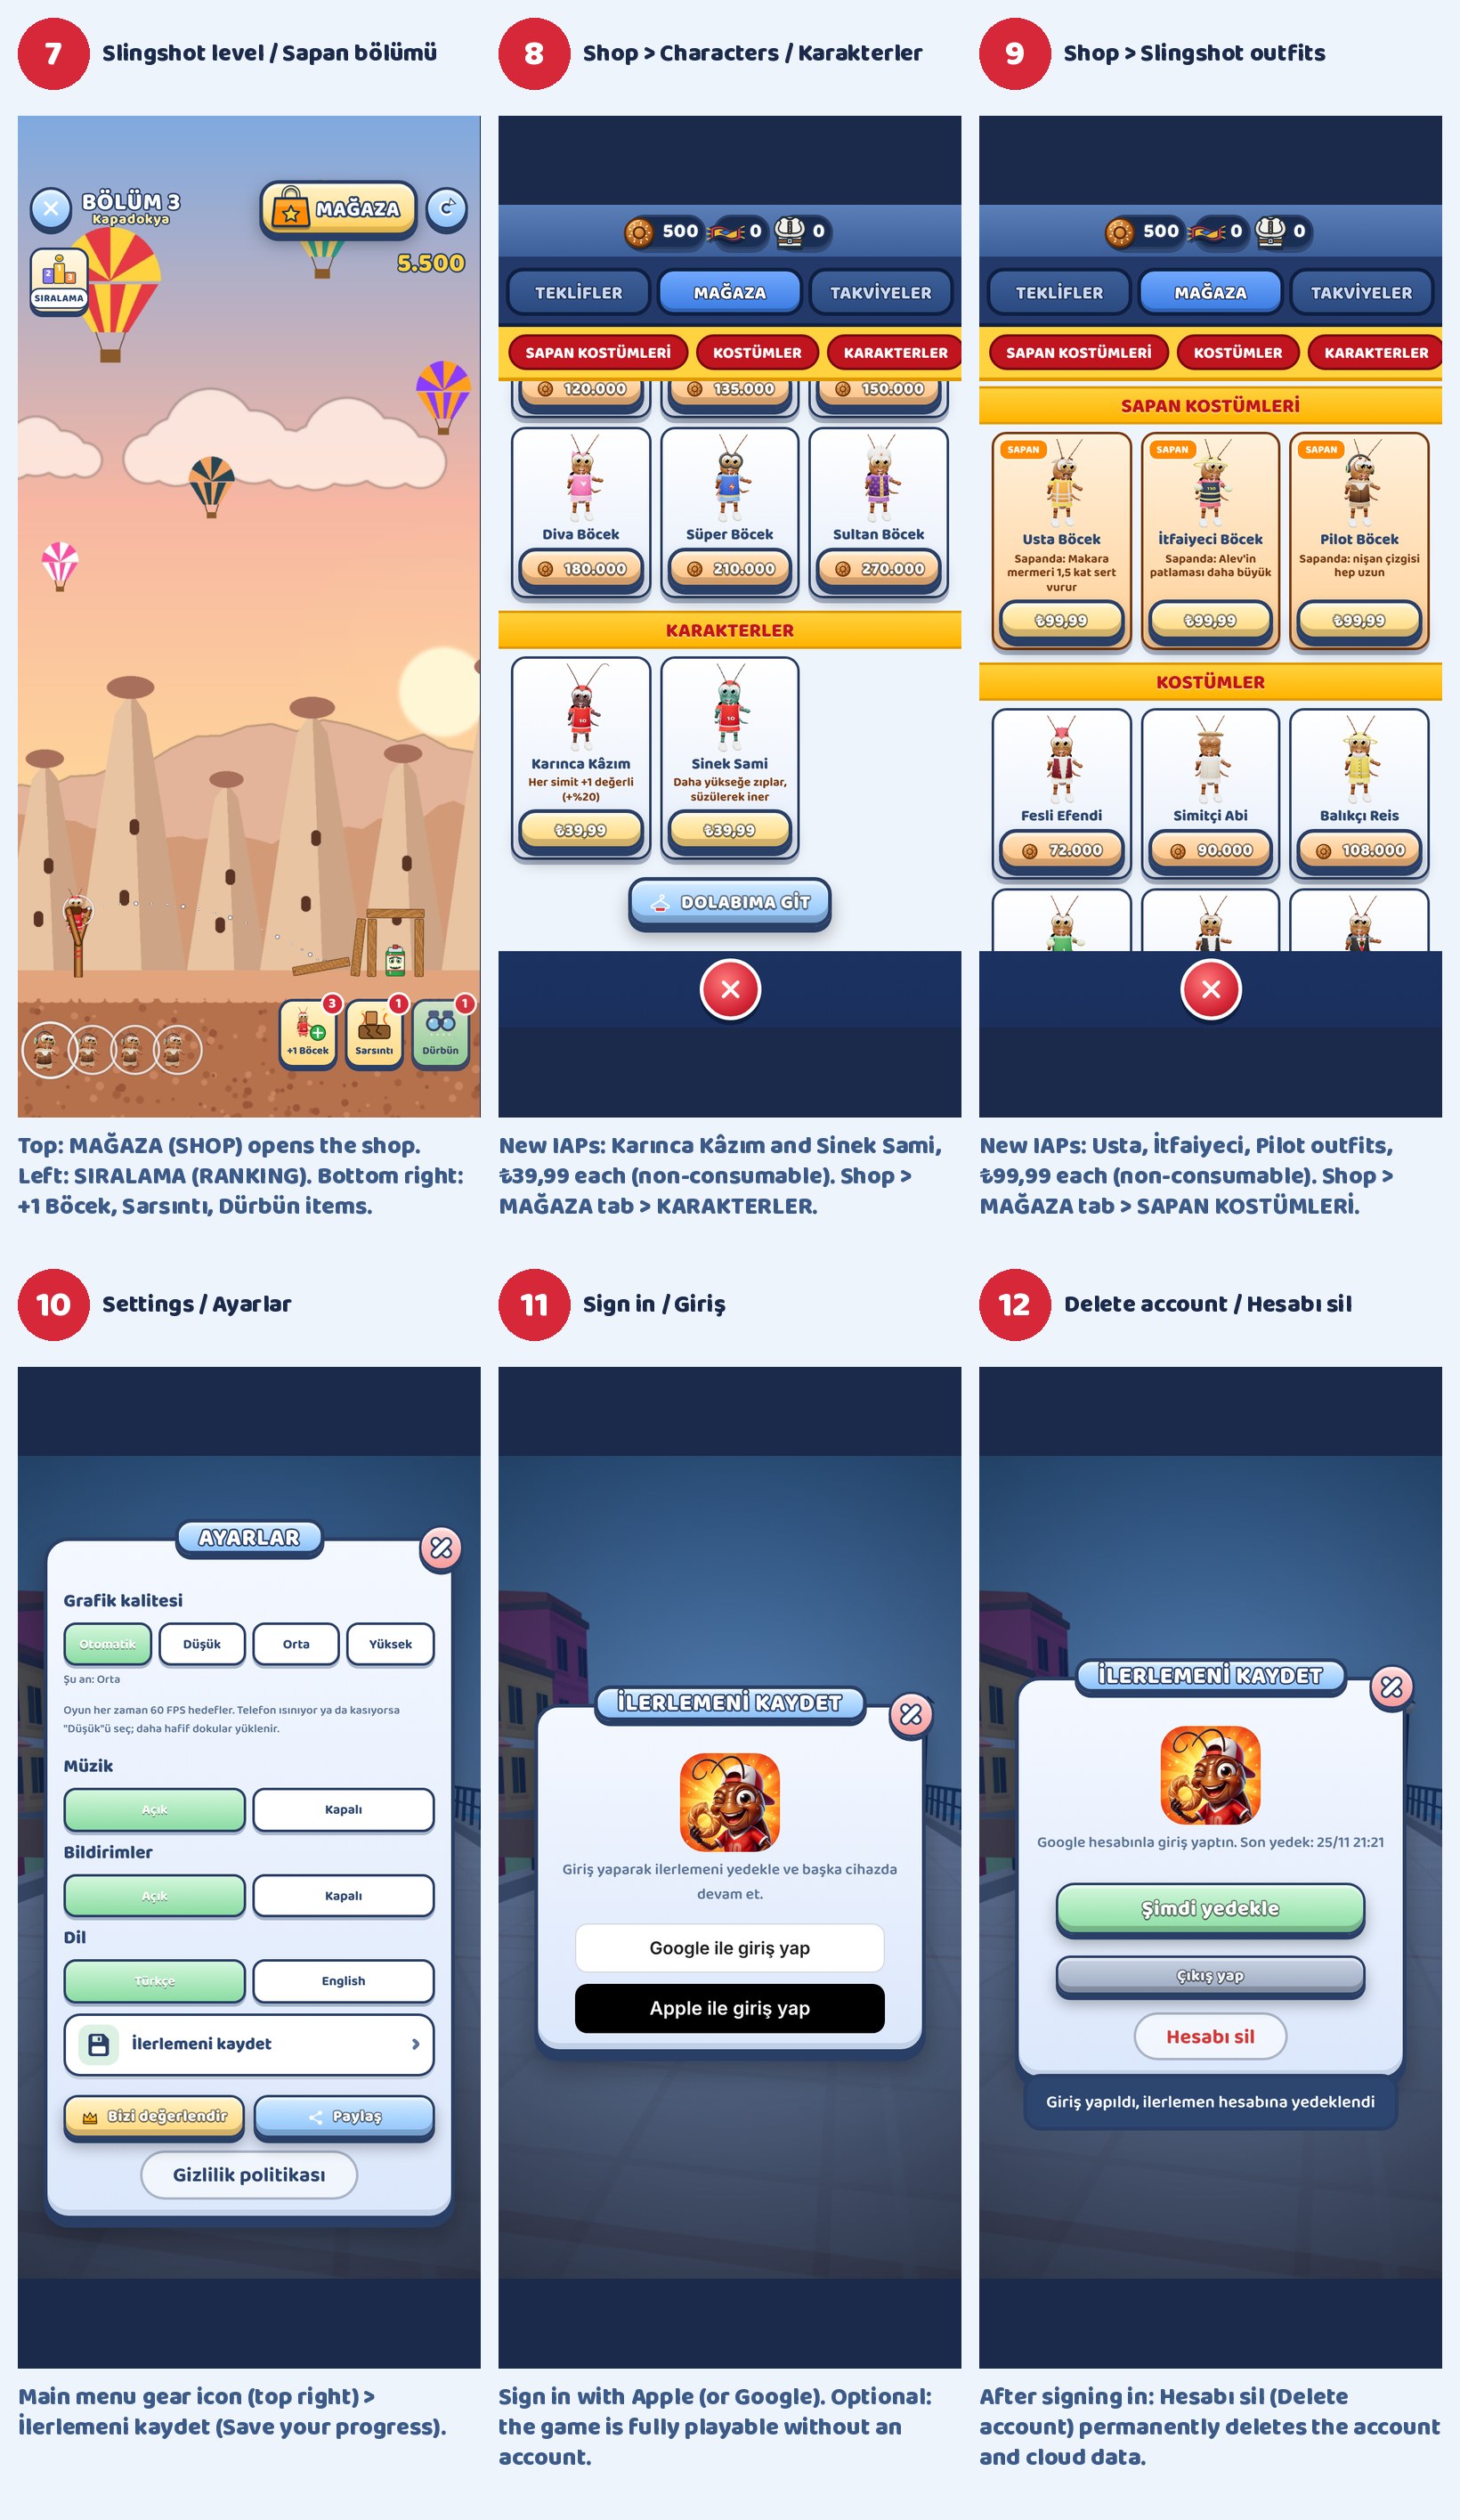 7 Slingshot level / Sapan bölümü
BÖLÜM 3
Kapadokya
MAĞAZA
2 1 3
SIRALAMA
5.500
3
+1 Böcek
1
Sarsıntı
1
Dürbün
Top: MAĞAZA (SHOP) opens the shop.
Left: SIRALAMA (RANKING). Bottom right:
+1 Böcek, Sarsıntı, Dürbün items.
8 Shop > Characters / Karakterler
500 0 0
TEKLİFLER MAĞAZA TAKVİYELER
SAPAN KOSTÜMLERİ KOSTÜMLER KARAKTERLER
120.000 135.000 150.000
Diva Böcek Süper Böcek Sultan Böcek
180.000 210.000 270.000
KARAKTERLER
10 10
Karınca Kâzım Sinek Sami
Her simit +1 değerli Daha yükseğe zıplar,
(+%20) süzülerek iner
₺39,99 ₺39,99
DOLABIMA GİT
New IAPs: Karınca Kâzım and Sinek Sami,
₺39,99 each (non-consumable). Shop >
MAĞAZA tab > KARAKTERLER.
9 Shop > Slingshot outfits
500 0 0
TEKLİFLER MAĞAZA TAKVİYELER
SAPAN KOSTÜMLERİ KOSTÜMLER KARAKTERLER
SAPAN KOSTÜMLERİ
SAPAN SAPAN SAPAN
Usta Böcek İtfaiyeci Böcek Pilot Böcek
Sapanda: Makara Sapanda: Alev'in Sapanda: nişan çizgisi
mermeri 1,5 kat sert patlaması daha büyük hep uzun
vurur
₺99,99 ₺99,99 ₺99,99
KOSTÜMLER
Fesli Efendi Simitçi Abi Balıkçı Reis
72.000 90.000 108.000
New IAPs: Usta, İtfaiyeci, Pilot outfits,
₺99,99 each (non-consumable). Shop >
MAĞAZA tab > SAPAN KOSTÜMLERİ.
10 Settings / Ayarlar
AYARLAR
Grafik kalitesi
Otomatik Düşük Orta Yüksek
Şu an: Orta
Oyun her zaman 60 FPS hedefler. Telefon ısınıyor ya da kasıyorsa
"Düşük"ü seç; daha hafif dokular yüklenir.
Müzik
Açık Kapalı
Bildirimler
Açık Kapalı
Dil
Türkçe English
İlerlemeni kaydet
Bizi değerlendir Paylaş
Gizlilik politikası
Main menu gear icon (top right) >
İlerlemeni kaydet (Save your progress).
11 Sign in / Giriş
İLERLEMENİ KAYDET
Giriş yaparak ilerlemeni yedekle ve başka cihazda
devam et.
Google ile giriş yap
Apple ile giriş yap
Sign in with Apple (or Google). Optional:
the game is fully playable without an
account.
12 Delete account / Hesabı sil
İLERLEMENİ KAYDET
Google hesabınla giriş yaptın. Son yedek: 25/11 21:21
Şimdi yedekle
Çıkış yap
Hesabı sil
Giriş yapıldı, ilerlemen hesabına yedeklendi
After signing in: Hesabı sil (Delete
account) permanently deletes the account
and cloud data.